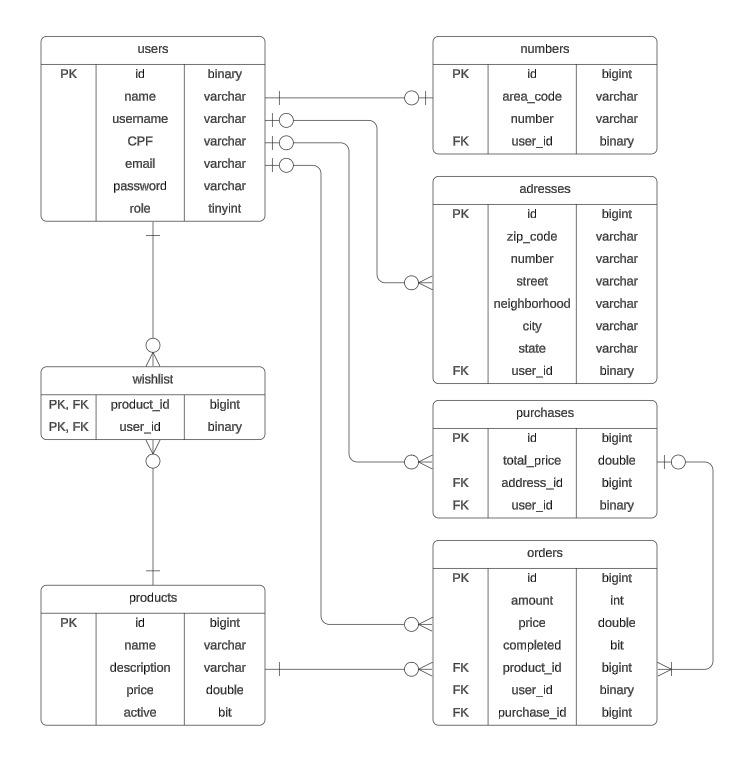 users
PK id binary
name varchar
username varchar
CPF varchar
email varchar
password varchar
role tinyint
numbers
PK id bigint
area_code varchar
number varchar
FK user_id binary
adresses
PK id bigint
zip_code varchar
number varchar
street varchar
neighborhood varchar
city varchar
state varchar
FK user_id binary
wishlist
PK, FK product_id bigint
PK, FK user_id binary
purchases
PK id bigint
total_price double
FK address_id bigint
FK user_id binary
products
PK id bigint
name varchar
description varchar
price double
active bit
orders
PK id bigint
amount int
price double
completed bit
FK product_id bigint
FK user_id binary
FK purchase_id bigint